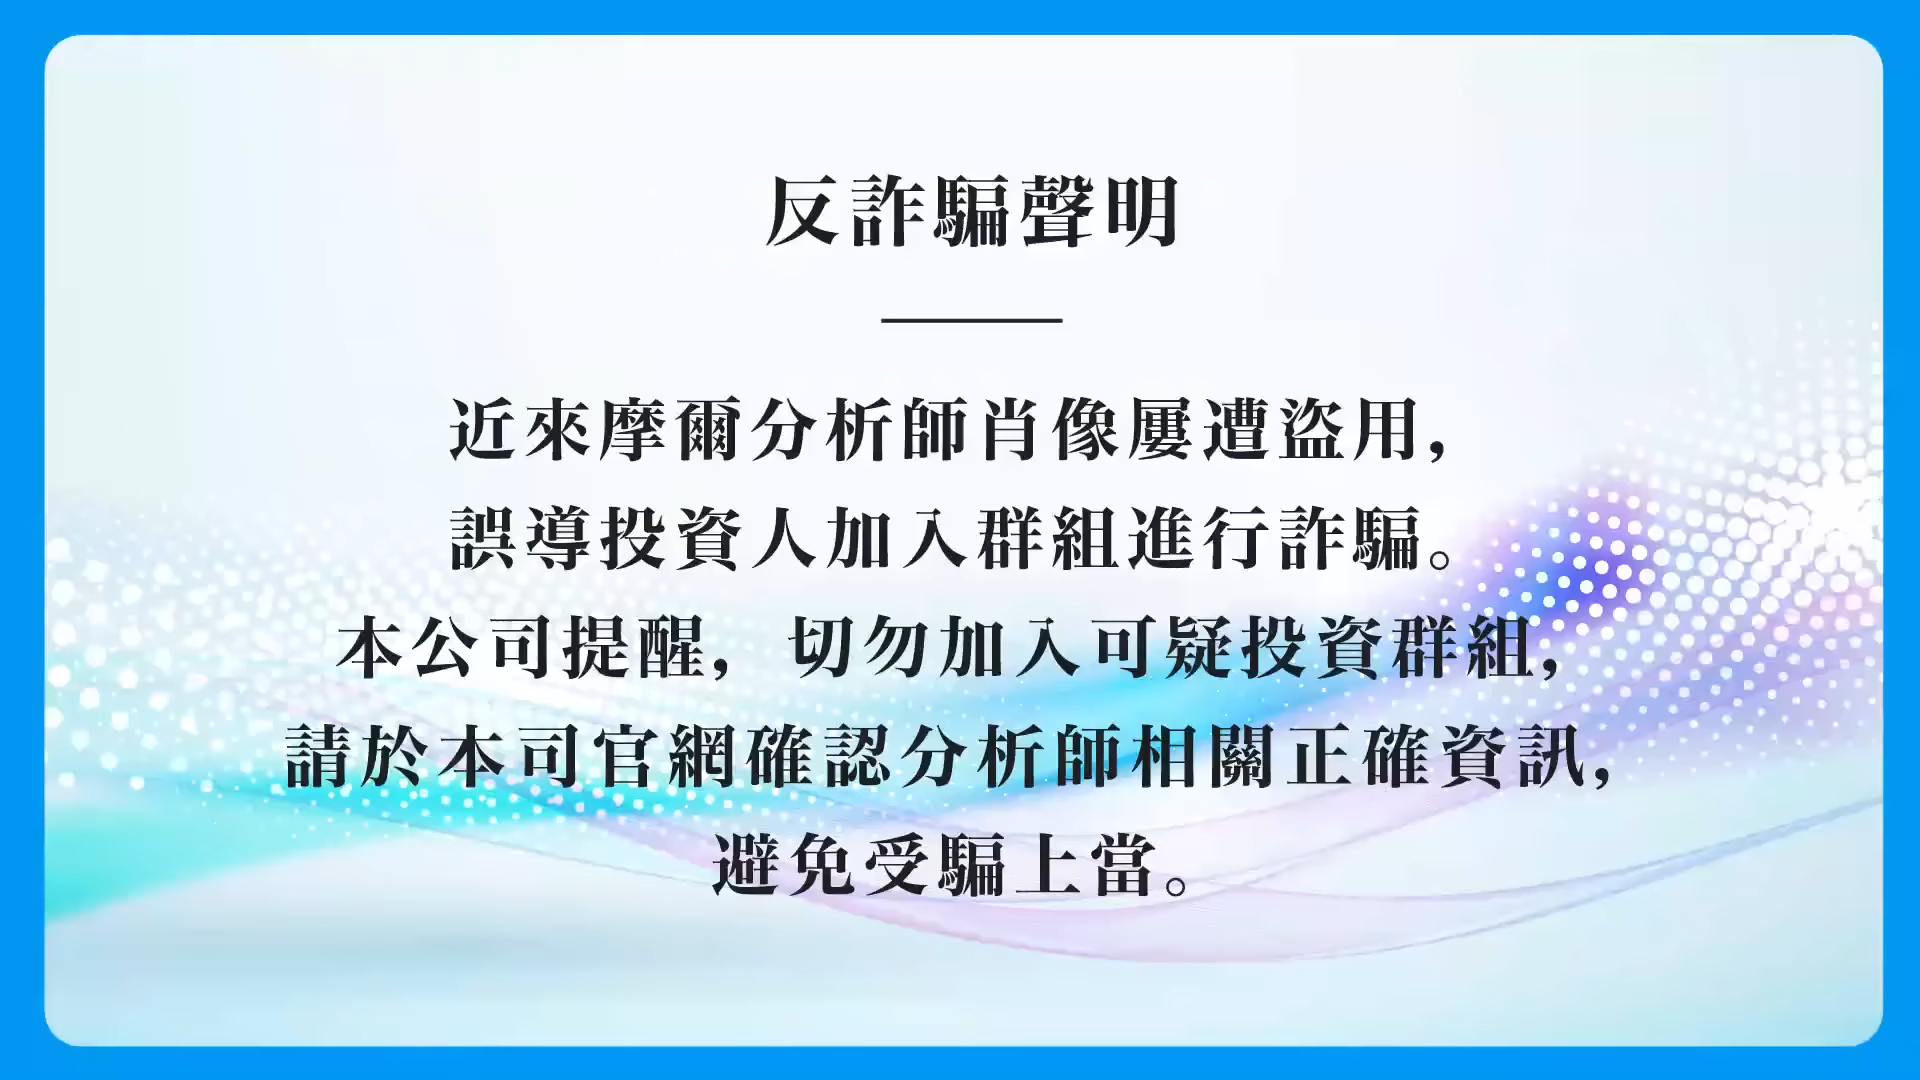 反詐騙聲明
近來摩爾分析師肖像屢遭盜用，
誤導投資人加入群組進行詐騙。
本公司提醒，切勿加入可疑投資群組，
請於本司官網確認分析師相關正確資訊，
避免受騙上當。